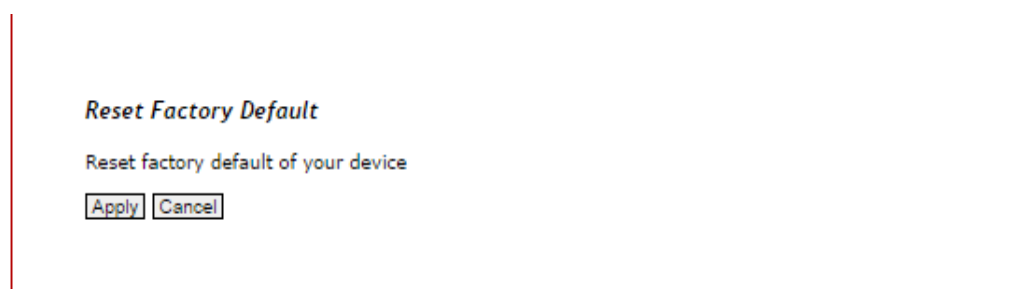 Reset Factory Default
Reset factory default of your device
Apply Cancel